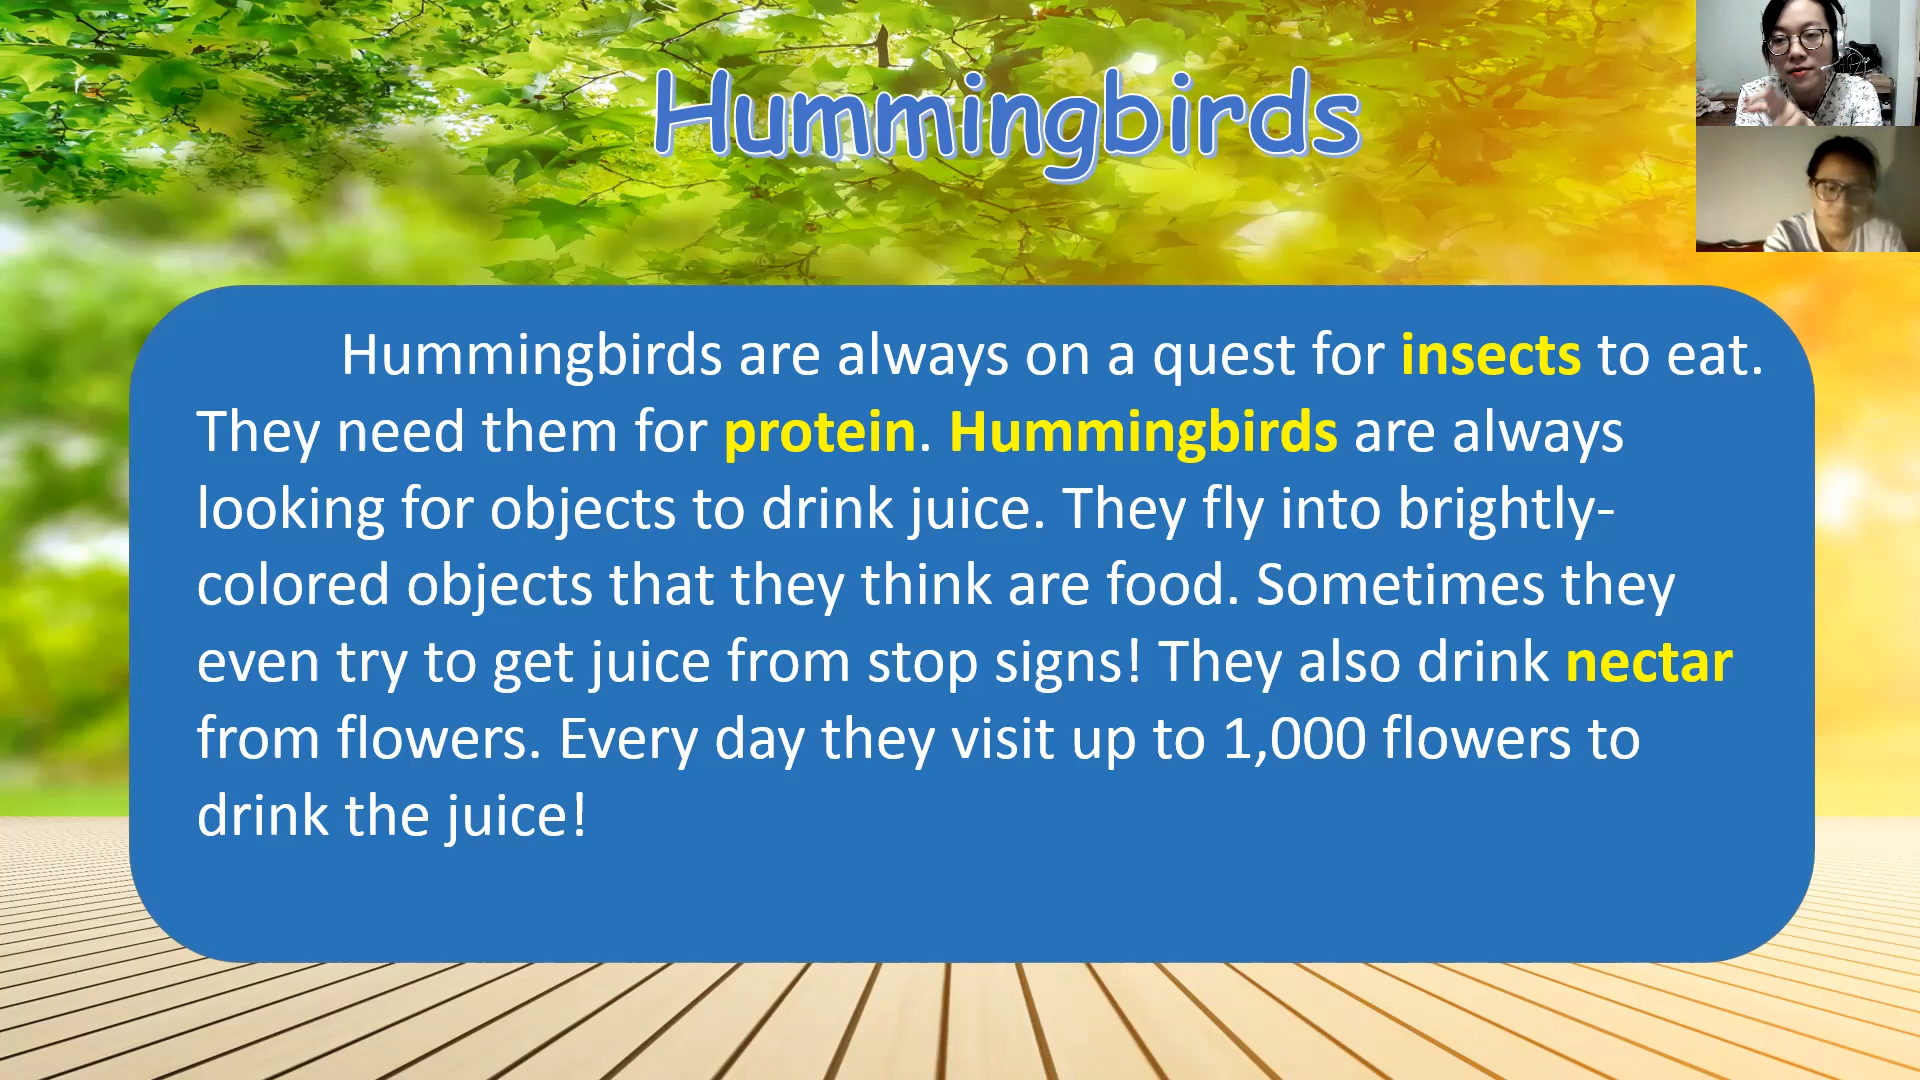 Hummingbirds
Hummingbirds are always on a quest for insects to eat.
They need them for protein. Hummingbirds are always
looking for objects to drink juice. They fly into brightly-
colored objects that they think are food. Sometimes they
even try to get juice from stop signs! They also drink nectar
from flowers. Every day they visit up to 1,000 flowers to
drink the juice!